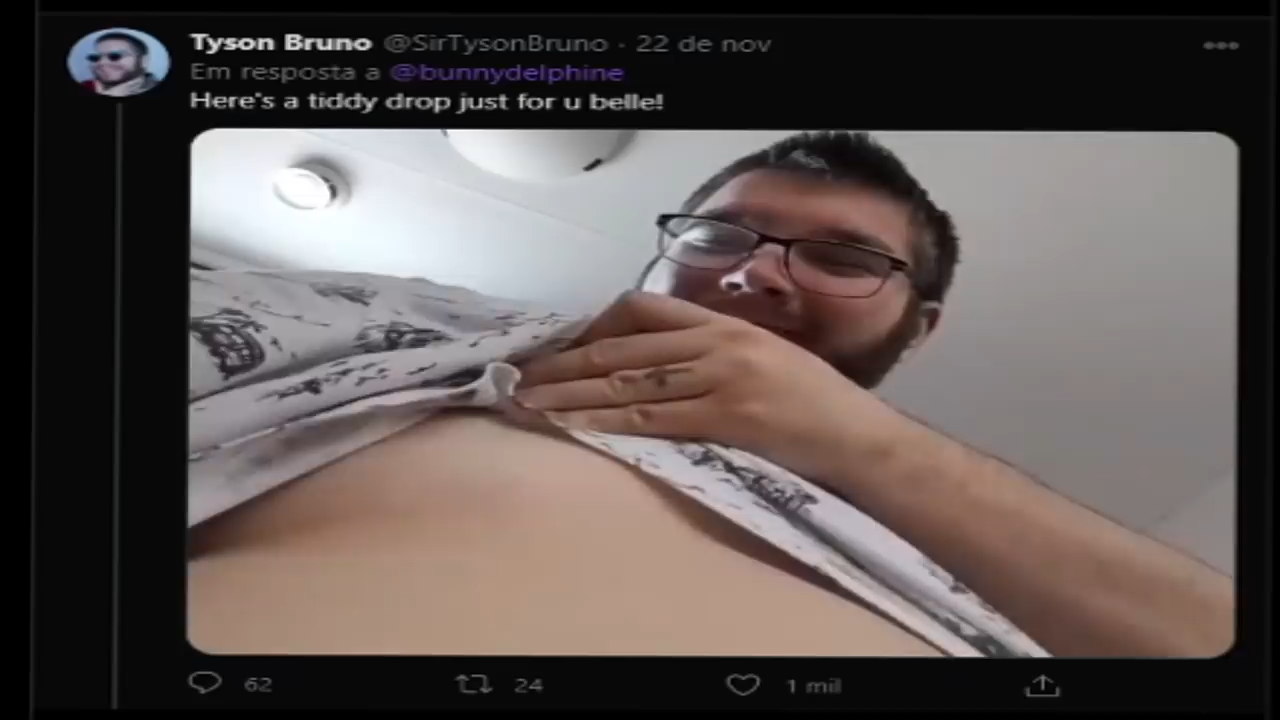 Tyson Bruno @SirTysonBruno · 22 de nov
Em resposta a @bunnydelphine
Here's a tiddy drop just for u belle!
62 24 1 mil